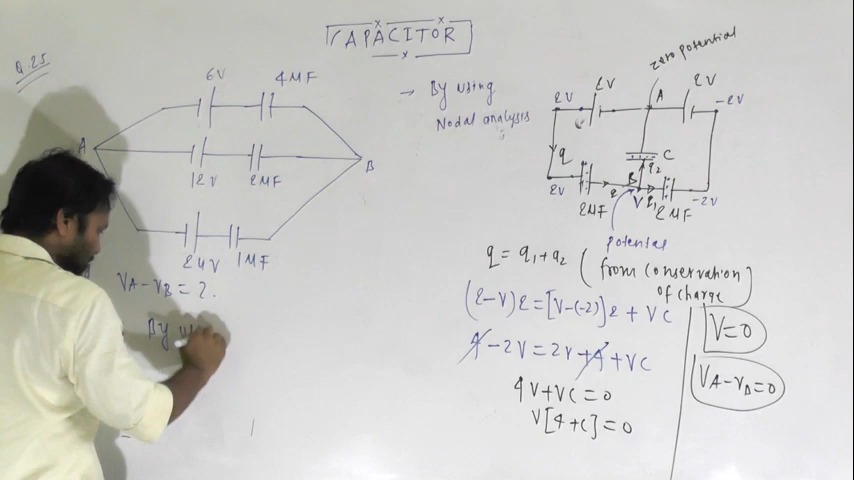 CAPACITOR
Q.25
6V
4MF
A
B
12V
2MF
24V
1MF
VA-VB = ?.
By
→ By using
Nodal analysis
zero potential
2V
2V
A
2V
-2V
q
C
q2
2V
2MF
V
q1
2MF
-2V
potential
q = q1+q2 (from conservation
of charge)
(2-V)2=[V-(-2)]2+VC
4-2V=2V+4+VC
4V+VC=0
V[4+C]=0
V=0
VA-VB=0